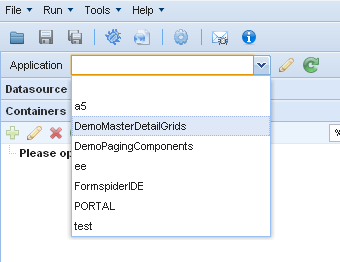 File Run Tools Help
Application
Datasource
a5
Containers
DemoMasterDetailGrids
DemoPagingComponents
Please op
ee
FormspiderIDE
PORTAL
test